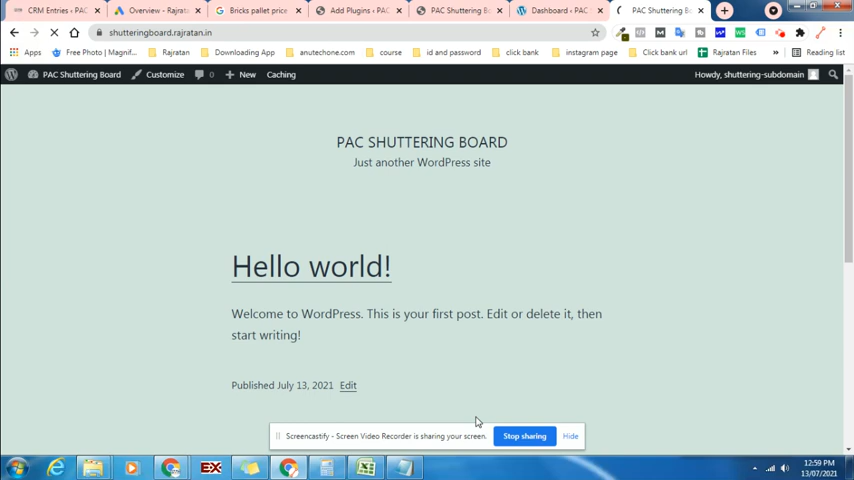 CRM Entries ‹ PAC
Overview - Rajrata
Bricks pallet price
Add Plugins ‹ PAC
PAC Shuttering Bo
Dashboard ‹ PAC
PAC Shuttering Bo
shutteringboard.rajratan.in
Apps
Free Photo | Magnif...
Rajratan
Downloading App
anutechone.com
course
id and password
click bank
instagram page
Click bank url
Rajratan Files
»
Reading list
PAC Shuttering Board
Customize
0
New
Caching
Howdy, shuttering-subdomain
PAC SHUTTERING BOARD
Just another WordPress site
Hello world!
Welcome to WordPress. This is your first post. Edit or delete it, then
start writing!
Published July 13, 2021 Edit
Screencastify - Screen Video Recorder is sharing your screen.
Stop sharing
Hide
EX
12:59 PM
13/07/2021